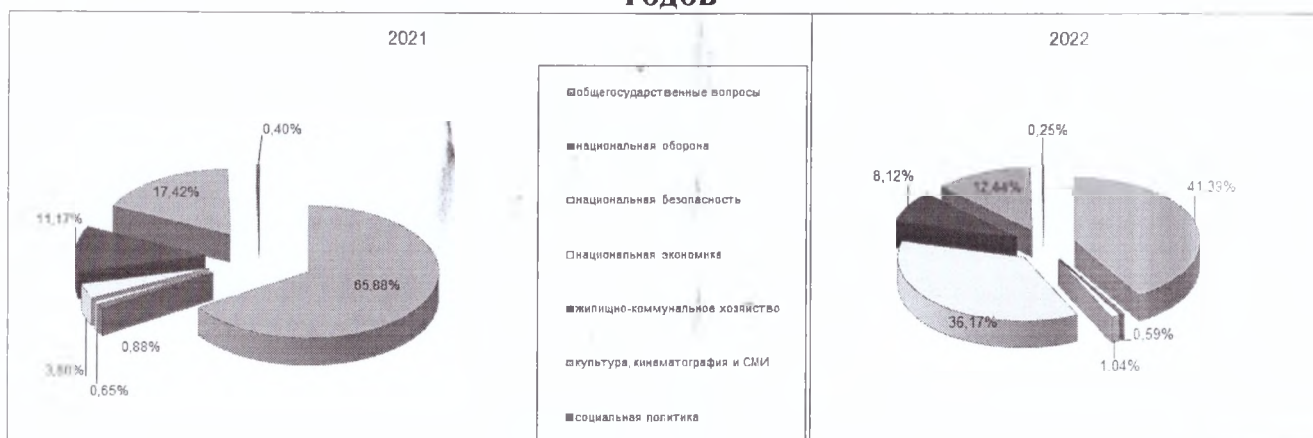 годов
2021
0,40%
17,42%
11,17%
65,88%
0,88%
0,65%
общегосударственные вопросы
национальная оборона
национальная безопасность
национальная экономика
жилищно-коммунальное хозяйство
культура, кинематография и СМИ
социальная политика
2022
0,25%
8,12%
12,44%
41,39%
36,17%
0,59%
1.04%